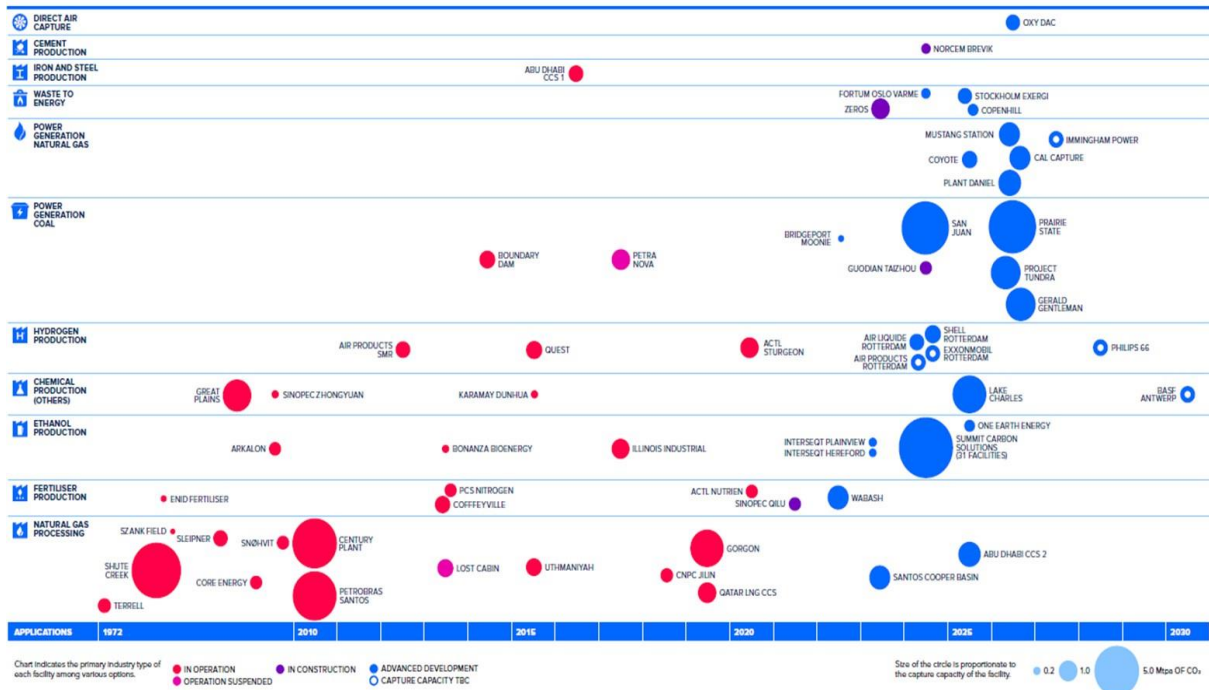 DIRECT AIR
CAPTURE
OXY DAC
CEMENT
PRODUCTION
NORCEM BREVIK
IRON AND STEEL
PRODUCTION
ABU DHABI
CCS 1
WASTE TO
ENERGY
FORTUM OSLO VARME
STOCKHOLM EXERGI
ZEROS
COPENHILL
POWER
GENERATION
NATURAL GAS
MUSTANG STATION
IMMINGHAM POWER
COYOTE
CAL CAPTURE
PLANT DANIEL
POWER
GENERATION
COAL
BRIDGEPORT
MOONIE
SAN
JUAN
PRAIRIE
STATE
BOUNDARY
DAM
PETRA
NOVA
GUODIAN TAIZHOU
PROJECT
TUNDRA
GERALD
GENTLEMAN
HYDROGEN
PRODUCTION
AIR PRODUCTS
SMR
QUEST
ACTL
STURGEON
AIR LIQUIDE
ROTTERDAM
SHELL
ROTTERDAM
AIR PRODUCTS
ROTTERDAM
EXXONMOBIL
ROTTERDAM
PHILIPS 66
CHEMICAL
PRODUCTION
(OTHERS)
GREAT
PLAINS
SINOPEC ZHONGYUAN
KARAMAY DUNHUA
LAKE
CHARLES
BASF
ANTWERP
ETHANOL
PRODUCTION
ARKALON
BONANZA BIOENERGY
ILLINOIS INDUSTRIAL
INTERSEQT PLAINVIEW
INTERSEQT HEREFORD
ONE EARTH ENERGY
SUMMIT CARBON
SOLUTIONS
(31 FACILITIES)
FERTILISER
PRODUCTION
ENID FERTILISER
PCS NITROGEN
COFFFEYVILLE
ACTL NUTRIEN
SINOPEC QILU
WABASH
NATURAL GAS
PROCESSING
SZANK FIELD
SLEIPNER
SNØHVIT
CENTURY
PLANT
SHUTE
CREEK
CORE ENERGY
PETROBRAS
SANTOS
TERRELL
LOST CABIN
UTHMANIYAH
GORGON
CNPC JILIN
QATAR LNG CCS
ABU DHABI CCS 2
SANTOS COOPER BASIN
APPLICATIONS 1972 2010 2015 2020 2025 2030
Chart indicates the primary industry type of
each facility among various options.
IN OPERATION
IN CONSTRUCTION
ADVANCED DEVELOPMENT
OPERATION SUSPENDED
CAPTURE CAPACITY TBC
Size of the circle is proportionate to
the capture capacity of the facility.
0.2 1.0 5.0 Mtpa OF CO₂